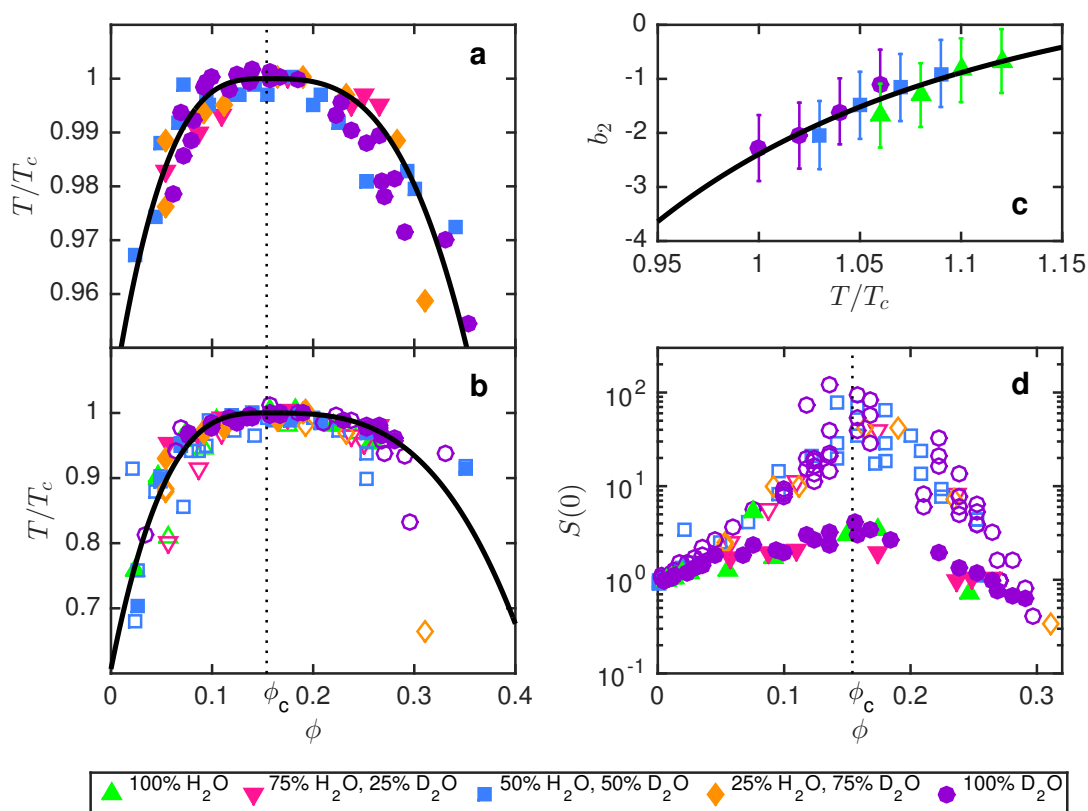 a
1
0.99
0.98
0.97
0.96
T/T_c
b
1
0.9
0.8
0.7
T/T_c
0 0.1 ϕ_c 0.2 0.3 0.4
ϕ
0
-1
-2
-3
-4
b_2
c
0.95 1 1.05 1.1 1.15
T/T_c
d
10^2
10^1
10^0
10^-1
S(0)
0 0.1 ϕ_c 0.2 0.3
ϕ
100% H_2O 75% H_2O, 25% D_2O 50% H_2O, 50% D_2O 25% H_2O, 75% D_2O 100% D_2O